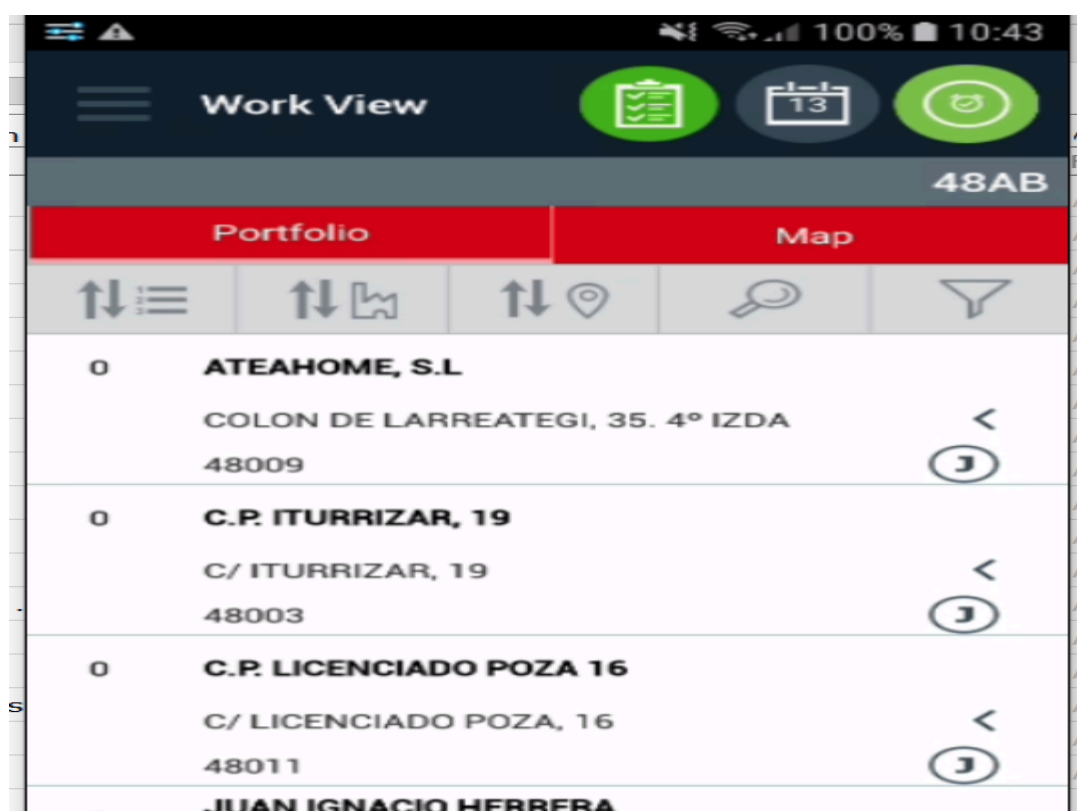 100% 10:43
Work View
13
48AB
Portfolio Map
0 ATEAHOME, S.L
COLON DE LARREATEGI, 35. 4º IZDA <
48009 J
0 C.P. ITURRIZAR, 19
C/ ITURRIZAR, 19 <
48003 J
0 C.P. LICENCIADO POZA 16
C/ LICENCIADO POZA, 16 <
48011 J
JUAN IGNACIO HERRERA